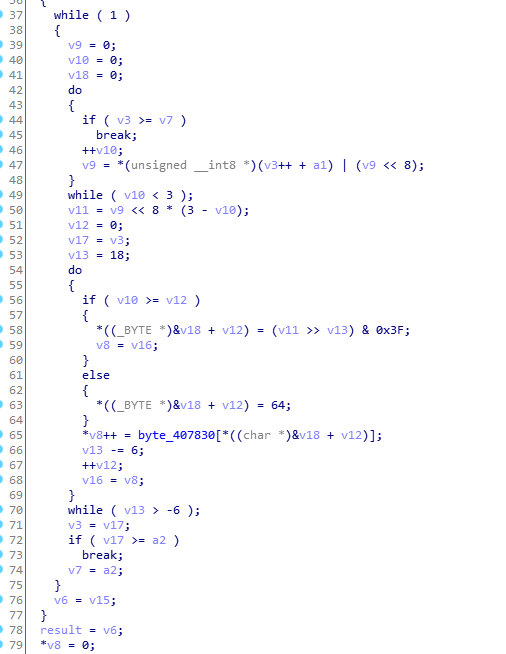 36 {
37 while ( 1 )
38 {
39 v9 = 0;
40 v10 = 0;
41 v18 = 0;
42 do
43 {
44 if ( v3 >= v7 )
45 break;
46 ++v10;
47 v9 = *(unsigned __int8 *)(v3++ + a1) | (v9 << 8);
48 }
49 while ( v10 < 3 );
50 v11 = v9 << 8 * (3 - v10);
51 v12 = 0;
52 v17 = v3;
53 v13 = 18;
54 do
55 {
56 if ( v10 >= v12 )
57 {
58 *((_BYTE *)&v18 + v12) = (v11 >> v13) & 0x3F;
59 v8 = v16;
60 }
61 else
62 {
63 *((_BYTE *)&v18 + v12) = 64;
64 }
65 *v8++ = byte_407830[*((char *)&v18 + v12)];
66 v13 -= 6;
67 ++v12;
68 v16 = v8;
69 }
70 while ( v13 > -6 );
71 v3 = v17;
72 if ( v17 >= a2 )
73 break;
74 v7 = a2;
75 }
76 v6 = v15;
77 }
78 result = v6;
79 *v8 = 0;